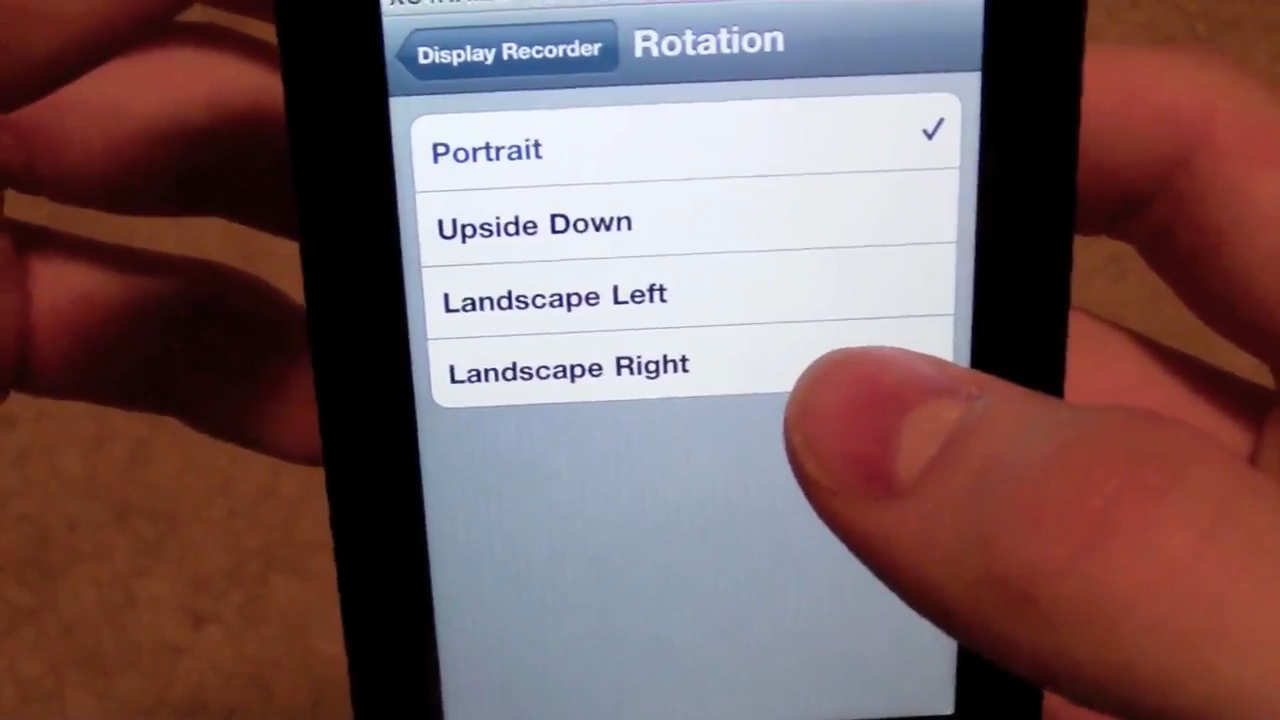 Display Recorder
Rotation
Portrait
Upside Down
Landscape Left
Landscape Right